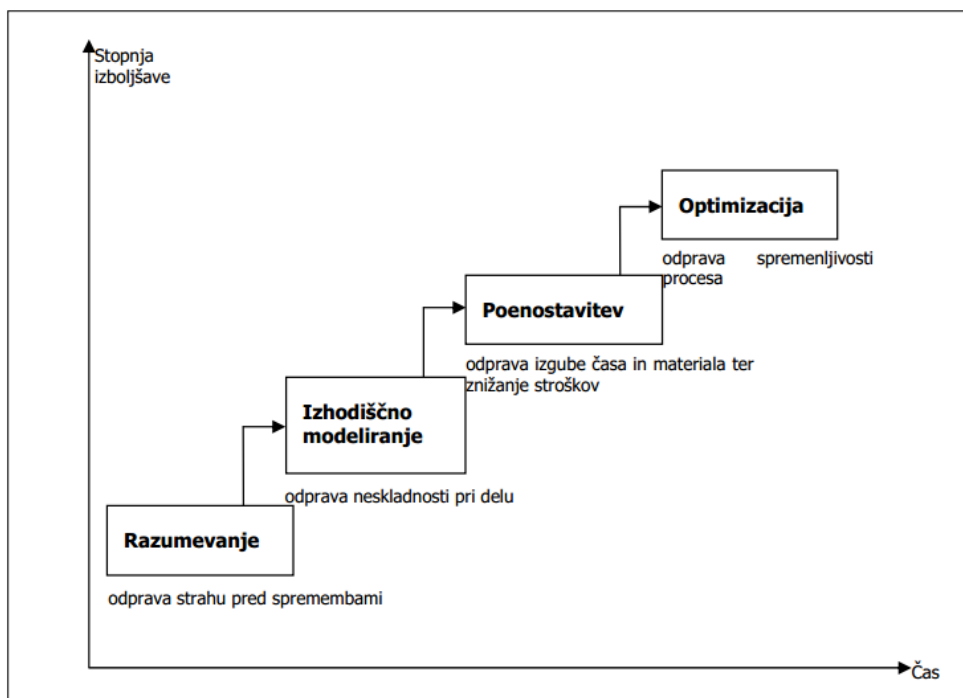 Stopnja
izboljšave
Optimizacija
odprava spremenljivosti
procesa
Poenostavitev
odprava izgube časa in materiala ter
znižanje stroškov
Izhodiščno
modeliranje
odprava neskladnosti pri delu
Razumevanje
odprava strahu pred spremembami
Čas